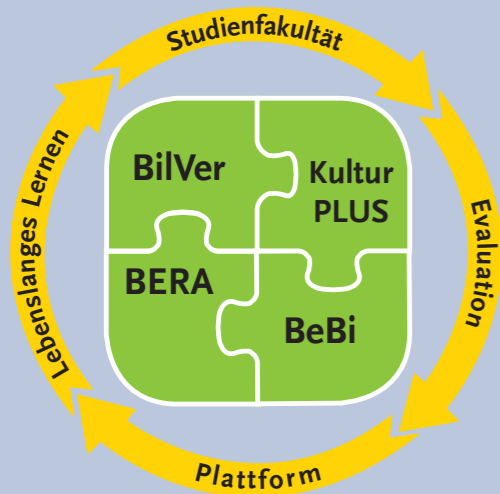 Studienfakultät
BilVer
Kultur
PLUS
BERA
BeBi
Evaluation
Plattform
Lebenslanges Lernen